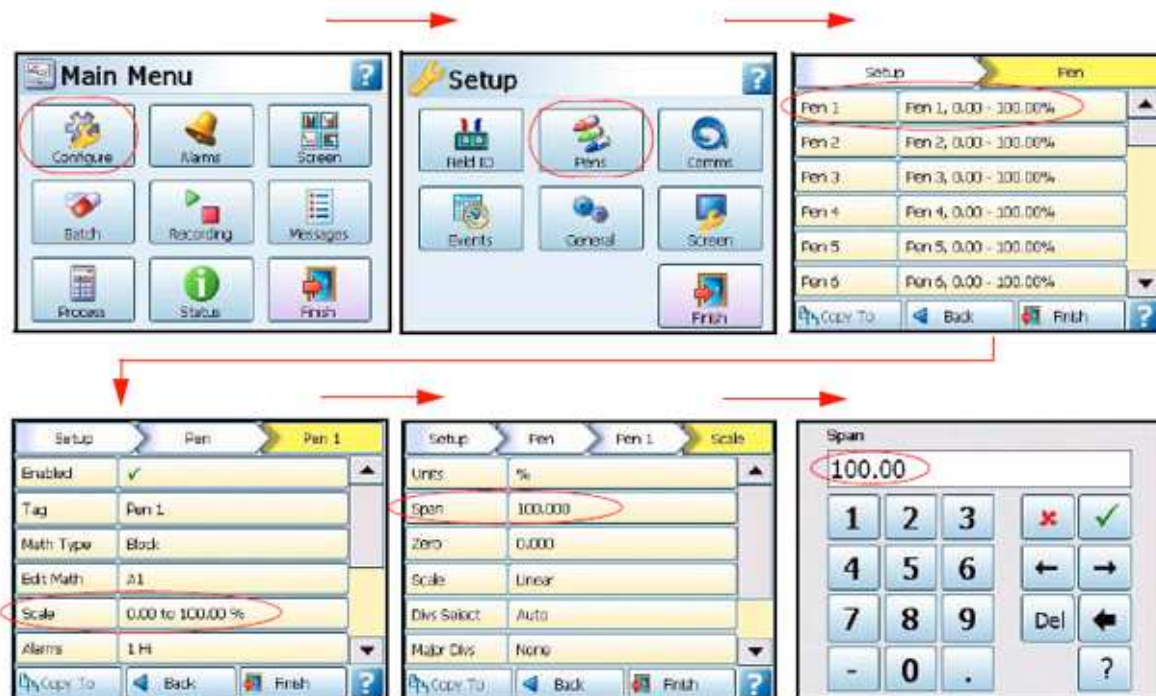 Main Menu
?
Configure
Alarms
Screen
Batch
Recording
Messages
Process
Status
Finish
Setup
?
Field IO
Pens
Comms
Events
General
Screen
Finish
Setup Pen
Pen 1 Pen 1, 0.00 - 100.00%
Pen 2 Pen 2, 0.00 - 100.00%
Pen 3 Pen 3, 0.00 - 100.00%
Pen 4 Pen 4, 0.00 - 100.00%
Pen 5 Pen 5, 0.00 - 100.00%
Pen 6 Pen 6, 0.00 - 100.00%
Copy To Back Finish ?
Setup Pen Pen 1
Enabled ✓
Tag Pen 1
Math Type Block
Edit Math A1
Scale 0.00 to 100.00 %
Alarms 1 Hi
Copy To Back Finish ?
Setup Pen Pen 1 Scale
Units %
Span 100.000
Zero 0.000
Scale Linear
Divs Select Auto
Major Divs None
Copy To Back Finish ?
Span
100.00
1 2 3
4 5 6
7 8 9 Del
- 0 . ?